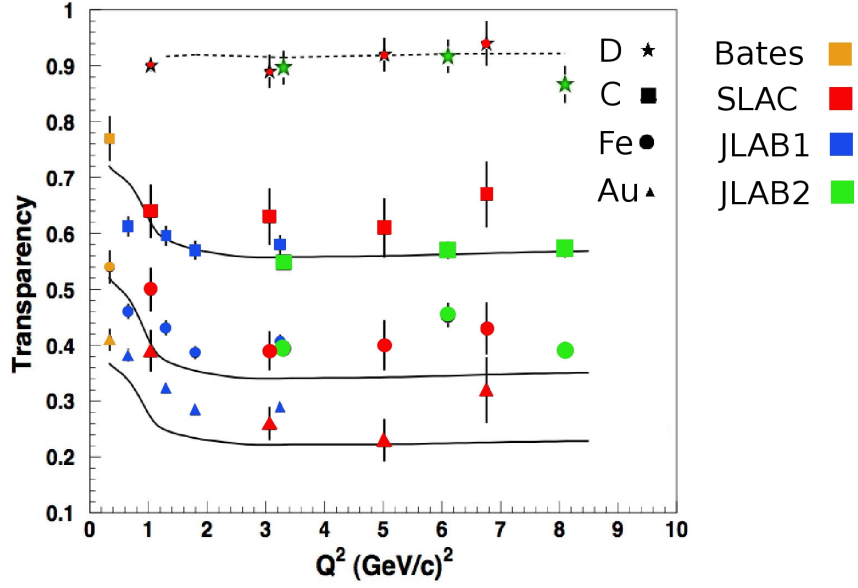 1
0.9
0.8
0.7
0.6
0.5
0.4
0.3
0.2
0.1
Transparency
0 1 2 3 4 5 6 7 8 9 10
Q² (GeV/c)²
D
C
Fe
Au
Bates
SLAC
JLAB1
JLAB2